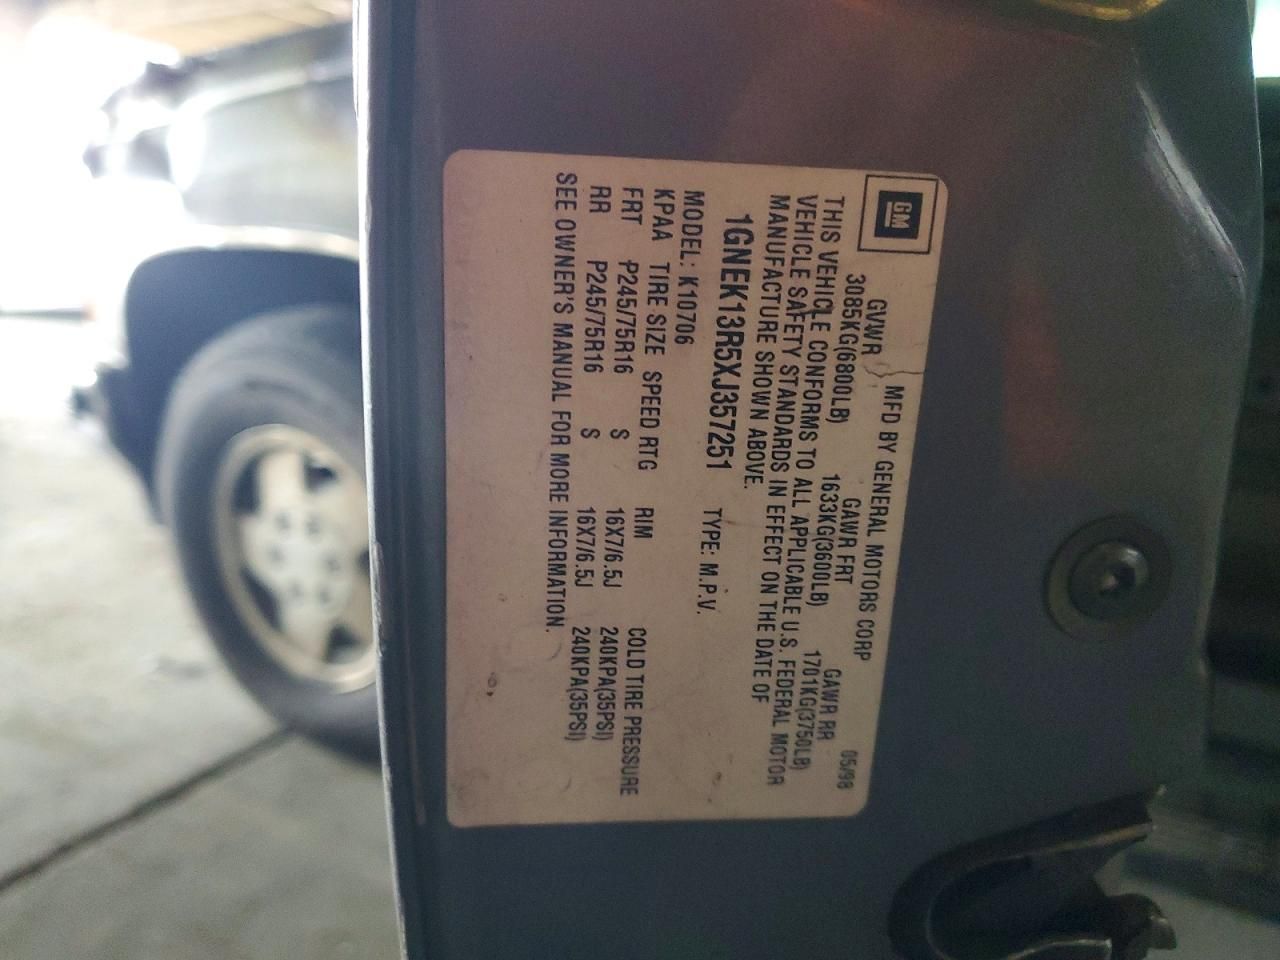 GM
MFD BY GENERAL MOTORS CORP 05/98
GVWR GAWR FRT GAWR RR
3085KG(6800LB) 1633KG(3600LB) 1701KG(3750LB)
THIS VEHICLE CONFORMS TO ALL APPLICABLE U.S. FEDERAL MOTOR
VEHICLE SAFETY STANDARDS IN EFFECT ON THE DATE OF
MANUFACTURE SHOWN ABOVE.
1GNEK13R5XJ357251 TYPE: M.P.V.
MODEL: K10706
KPAA TIRE SIZE SPEED RTG RIM COLD TIRE PRESSURE
FRT P245/75R16 S 16X7/6.5J 240KPA(35PSI)
RR P245/75R16 S 16X7/6.5J 240KPA(35PSI)
SEE OWNER'S MANUAL FOR MORE INFORMATION.